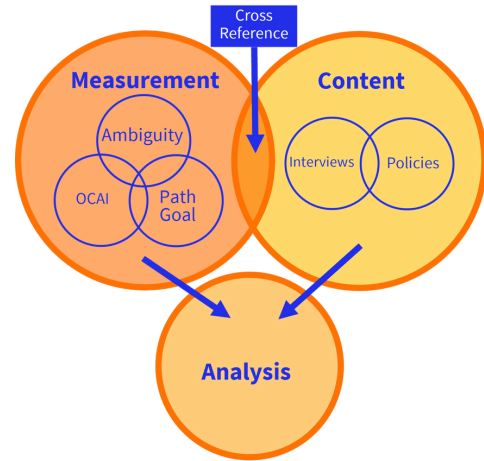 Cross
Reference
Measurement
Content
Ambiguity
OCAI
Path
Goal
Interviews
Policies
Analysis